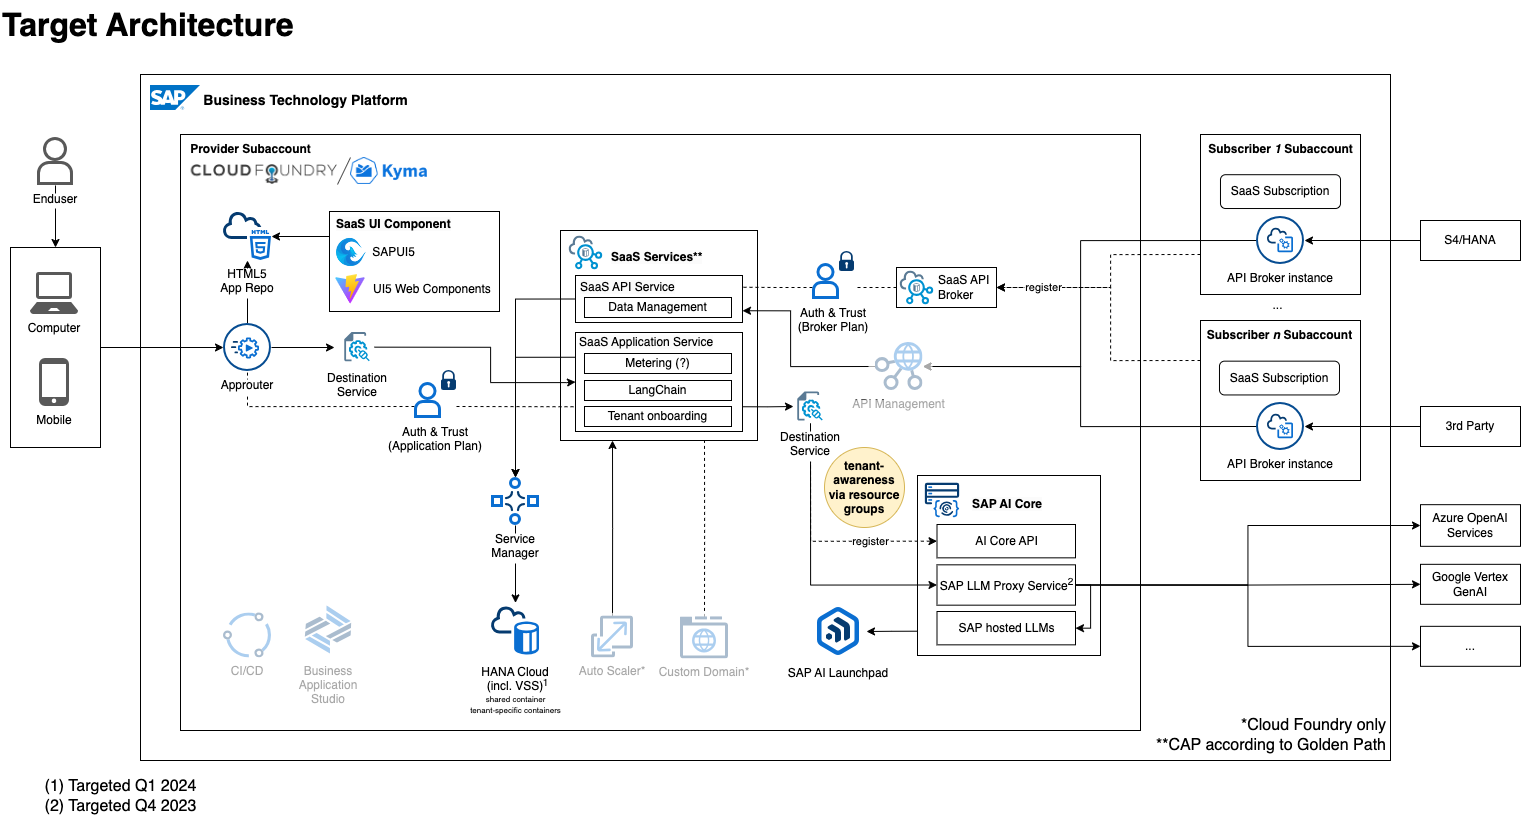 Target Architecture
SAP
Business Technology Platform
Provider Subaccount
CLOUD FOUNDRY
Kyma
Enduser
Computer
Mobile
HTML
5
HTML5
App Repo
SaaS UI Component
SAPUI5
UI5 Web Components
Approuter
Destination
Service
Auth & Trust
(Application Plan)
SaaS Services**
SaaS API Service
Data Management
SaaS Application Service
Metering (?)
LangChain
Tenant onboarding
Auth & Trust
(Broker Plan)
SaaS API
Broker
register
API Management
Destination
Service
tenant-
awareness
via resource
groups
register
SAP AI Core
AI Core API
SAP LLM Proxy Service2
SAP hosted LLMs
SAP AI Launchpad
Service
Manager
HANA Cloud
(incl. VSS)1
shared container
tenant-specific containers
CI/CD
Business
Application
Studio
Auto Scaler*
Custom Domain*
Subscriber 1 Subaccount
SaaS Subscription
API Broker instance
...
Subscriber n Subaccount
SaaS Subscription
API Broker instance
S4/HANA
3rd Party
Azure OpenAI
Services
Google Vertex
GenAI
...
*Cloud Foundry only
**CAP according to Golden Path
(1) Targeted Q1 2024
(2) Targeted Q4 2023